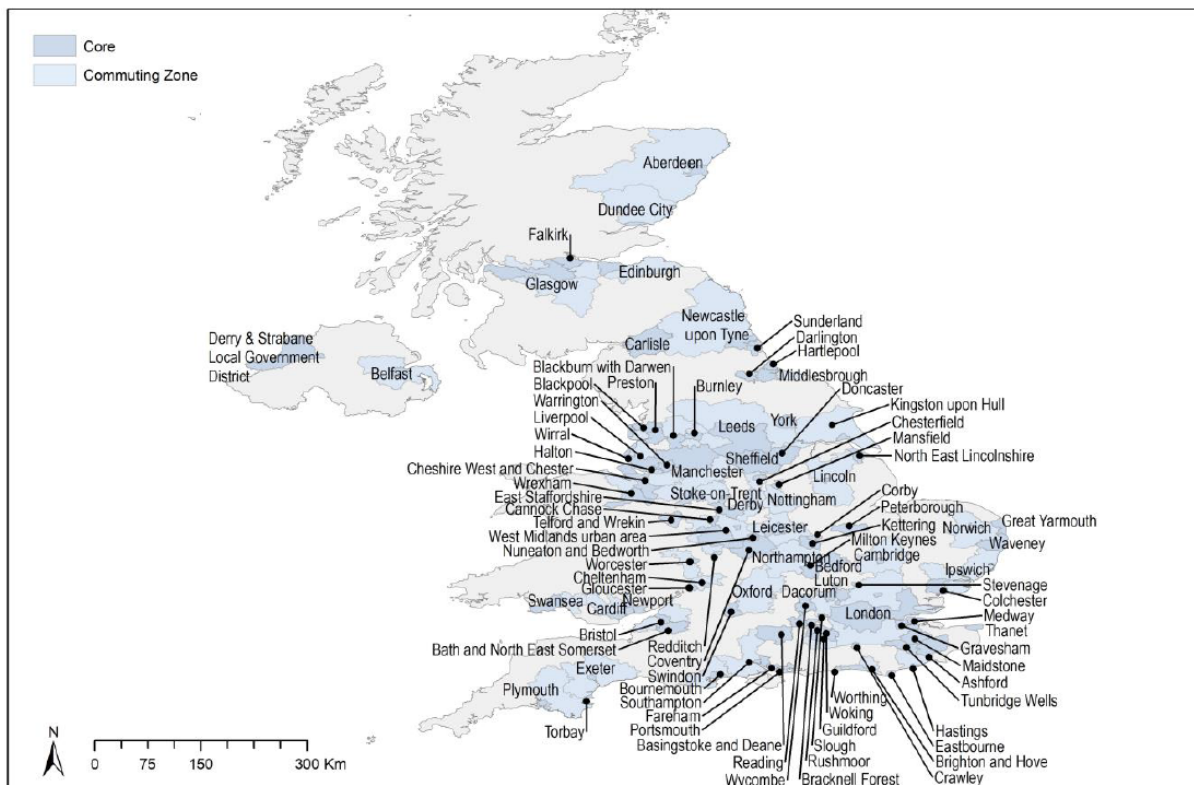 Core
Commuting Zone
Aberdeen
Dundee City
Falkirk
Edinburgh
Glasgow
Newcastle
upon Tyne
Sunderland
Darlington
Hartlepool
Carlisle
Middlesbrough
Derry & Strabane
Local Government
District
Belfast
Blackburn with Darwen
Preston
Burnley
Blackpool
Warrington
Liverpool
Wirral
Halton
Cheshire West and Chester
Wrexham
East Staffordshire
Cannock Chase
Telford and Wrekin
West Midlands urban area
Nuneaton and Bedworth
Worcester
Cheltenham
Gloucester
Doncaster
Kingston upon Hull
Chesterfield
Mansfield
North East Lincolnshire
Leeds
York
Sheffield
Manchester
Lincoln
Stoke-on-Trent
Derby
Nottingham
Corby
Peterborough
Kettering
Milton Keynes
Cambridge
Leicester
Northampton
Bedford
Luton
Norwich
Great Yarmouth
Waveney
Ipswich
Stevenage
Colchester
Medway
Thanet
Gravesham
Maidstone
Ashford
Tunbridge Wells
Oxford
Dacorum
London
Swansea
Cardiff
Newport
Bristol
Bath and North East Somerset
Redditch
Coventry
Swindon
Bournemouth
Southampton
Fareham
Portsmouth
Basingstoke and Deane
Reading
Wycombe
Exeter
Plymouth
Torbay
Worthing
Woking
Guildford
Slough
Rushmoor
Bracknell Forest
Hastings
Eastbourne
Brighton and Hove
Crawley
N
0 75 150 300 Km